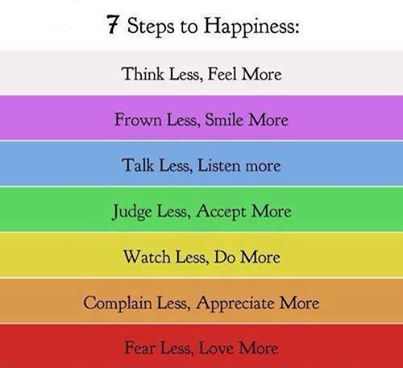 7 Steps to Happiness:
Think Less, Feel More
Frown Less, Smile More
Talk Less, Listen more
Judge Less, Accept More
Watch Less, Do More
Complain Less, Appreciate More
Fear Less, Love More